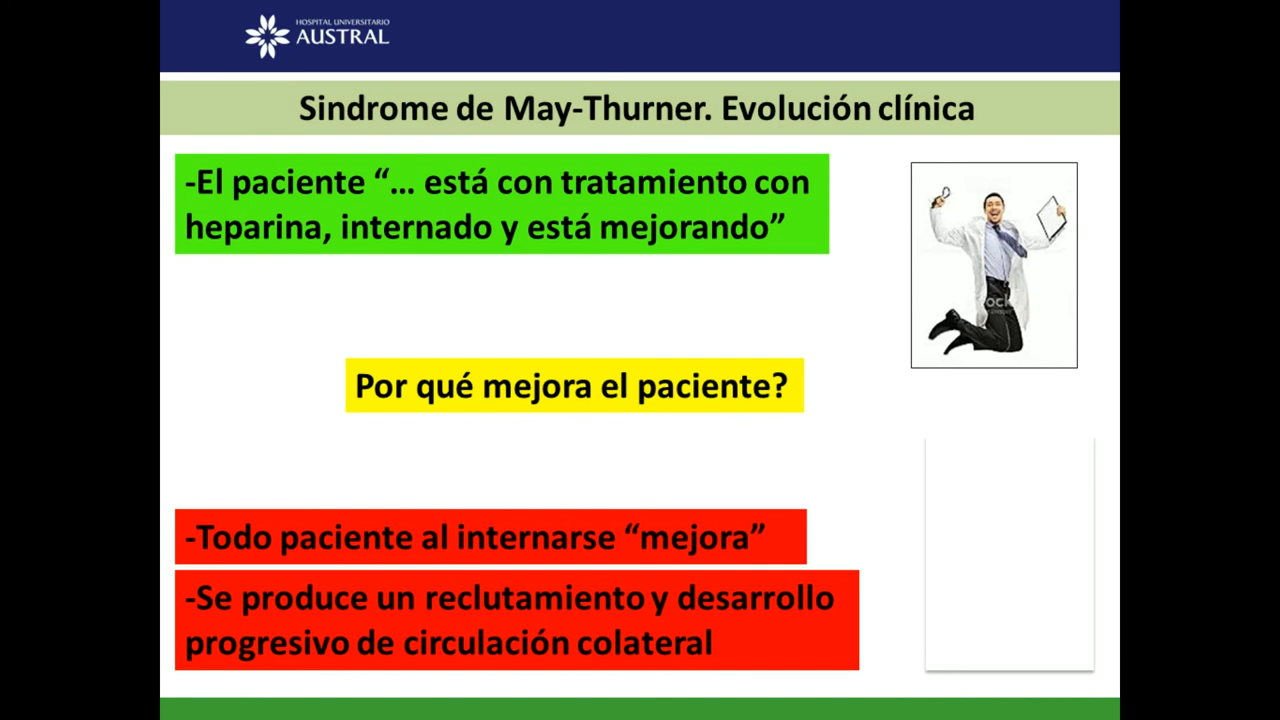 HOSPITAL UNIVERSITARIO
AUSTRAL
Sindrome de May-Thurner. Evolución clínica
-El paciente “... está con tratamiento con
heparina, internado y está mejorando”
Por qué mejora el paciente?
-Todo paciente al internarse “mejora”
-Se produce un reclutamiento y desarrollo
progresivo de circulación colateral